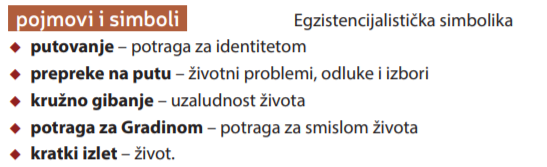 pojmovi i simboli Egzistencijalistička simbolika
◆ putovanje – potraga za identitetom
◆ prepreke na putu – životni problemi, odluke i izbori
◆ kružno gibanje – uzaludnost života
◆ potraga za Gradinom – potraga za smislom života
◆ kratki izlet – život.